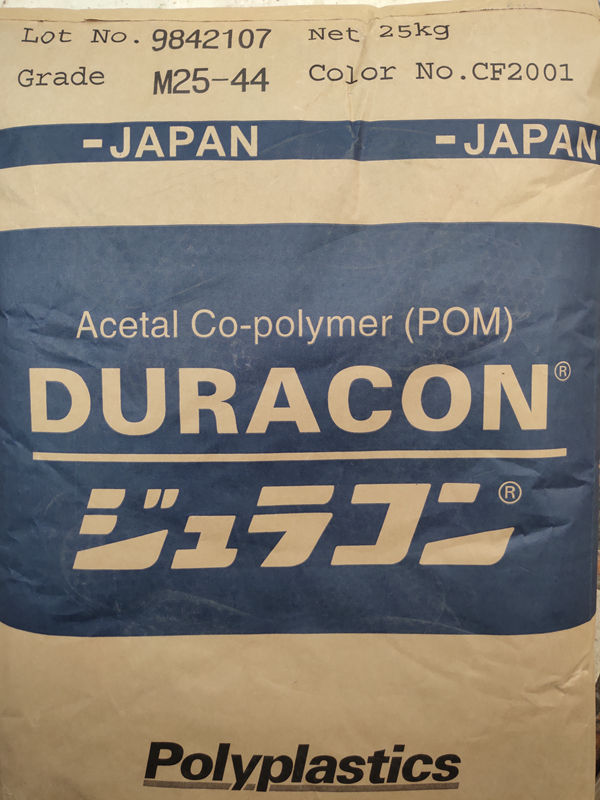 Lot No. 9842107 Net 25kg
Grade M25-44 Color No.CF2001
-JAPAN -JAPAN
Acetal Co-polymer (POM)
DURACON®
ジュラコン®
Polyplastics